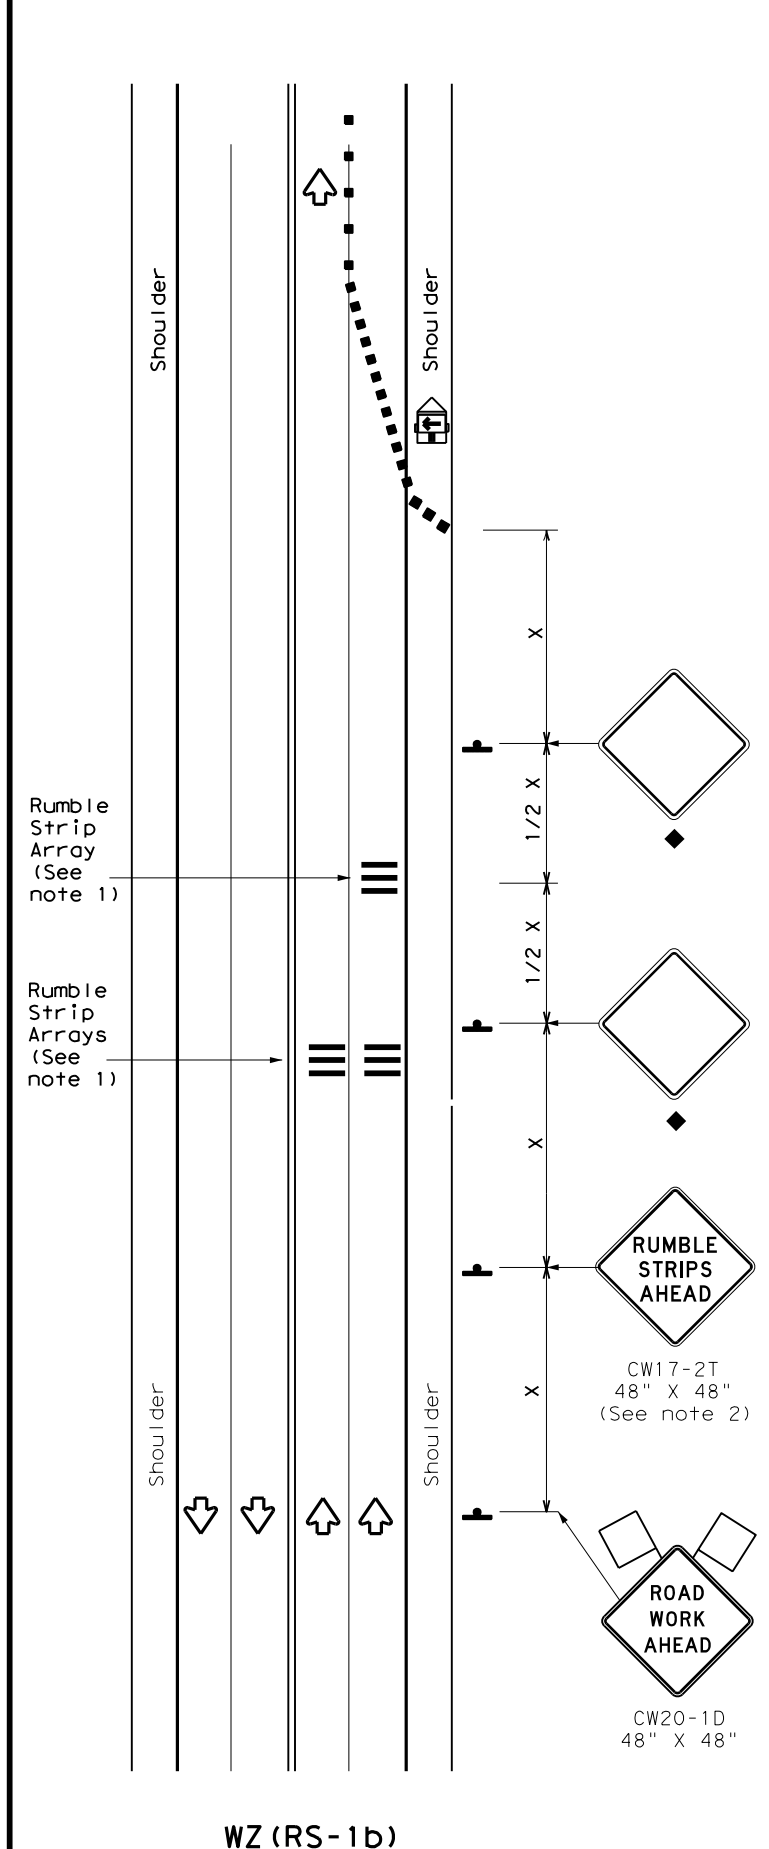 Shoulder
Shoulder
X
1/2 X
Rumble
Strip
Array
(See
note 1)
1/2 X
Rumble
Strip
Arrays
(See
note 1)
X
RUMBLE
STRIPS
AHEAD
CW17-2T
48" X 48"
(See note 2)
X
Shoulder
Shoulder
ROAD
WORK
AHEAD
CW20-1D
48" X 48"
WZ(RS-1b)